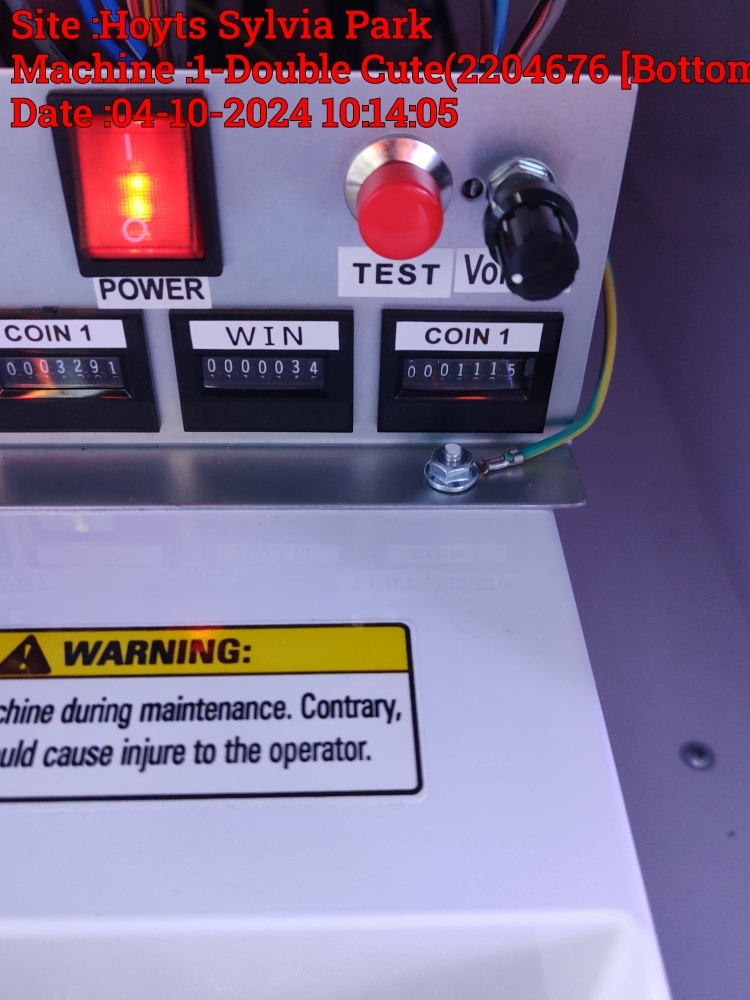 Site :Hoyts Sylvia Park
Machine :1-Double Cute(2204676 [Bottom
Date :04-10-2024 10:14:05
POWER
TEST
COIN 1
WIN
COIN 1
0003291
0000034
0001115
WARNING:
chine during maintenance. Contrary,
uld cause injure to the operator.